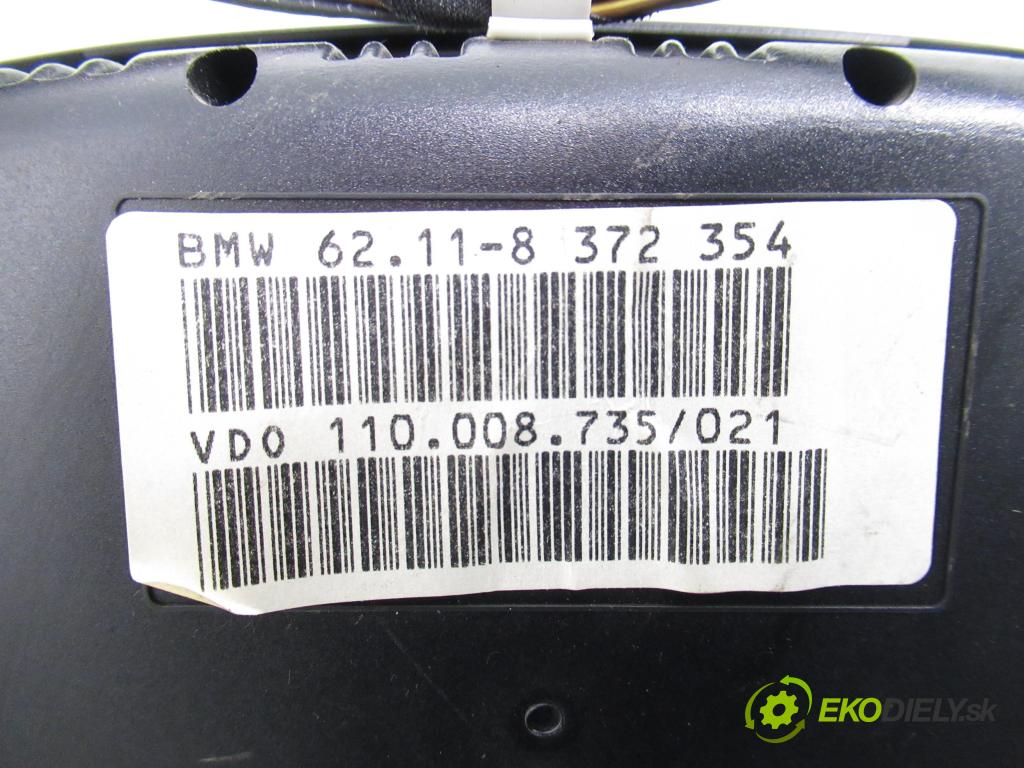 BMW 62.11-8 372 354
VDO 110.008.735/021
EKODIELY.sk